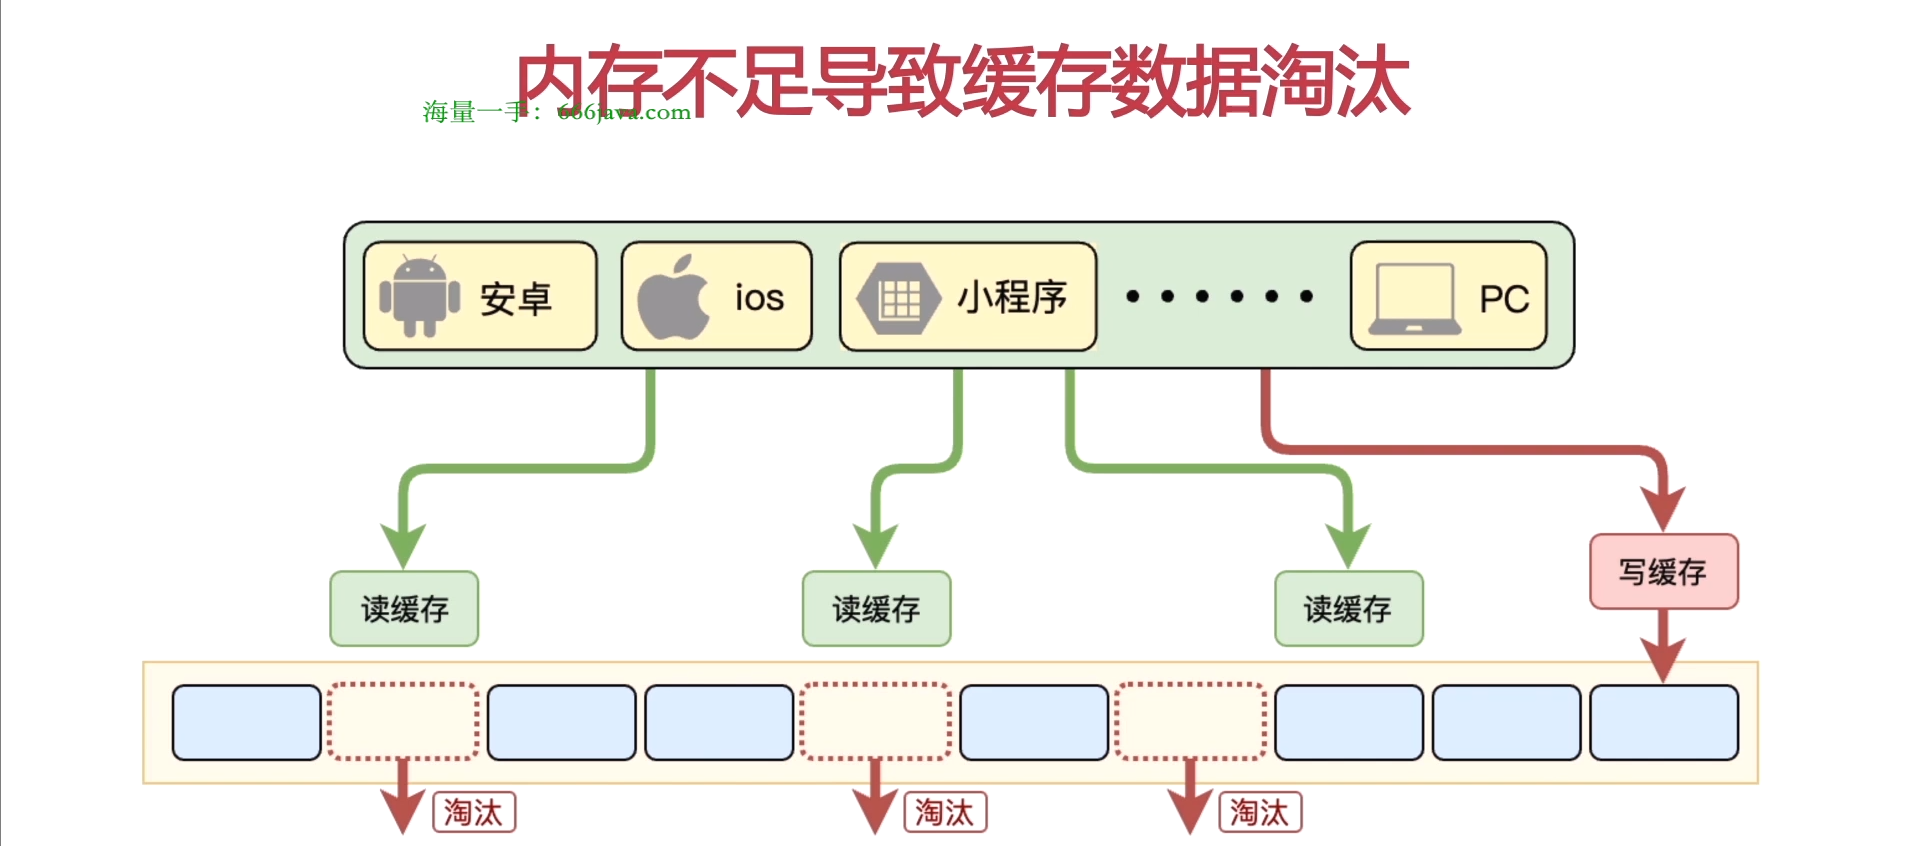 内存不足导致缓存数据淘汰
海量一手：666java.com
安卓
ios
小程序
PC
写缓存
读缓存
读缓存
读缓存
淘汰
淘汰
淘汰